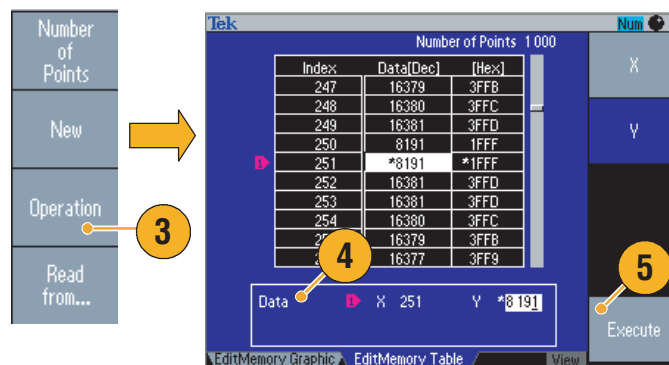 Number
of
Points
New
Operation
3
Read
from...
Tek
Num
Number of Points 1 000
Index Data[Dec] [Hex]
247 16379 3FFB
248 16380 3FFC
249 16381 3FFD
250 8191 1FFF
1 251 *8191 *1FFF
252 16381 3FFD
253 16381 3FFD
254 16380 3FFC
16379 3FFB
16377 3FF9
4
Data 1 X 251 Y *8 191
X
Y
5
Execute
EditMemory Graphic EditMemory Table View